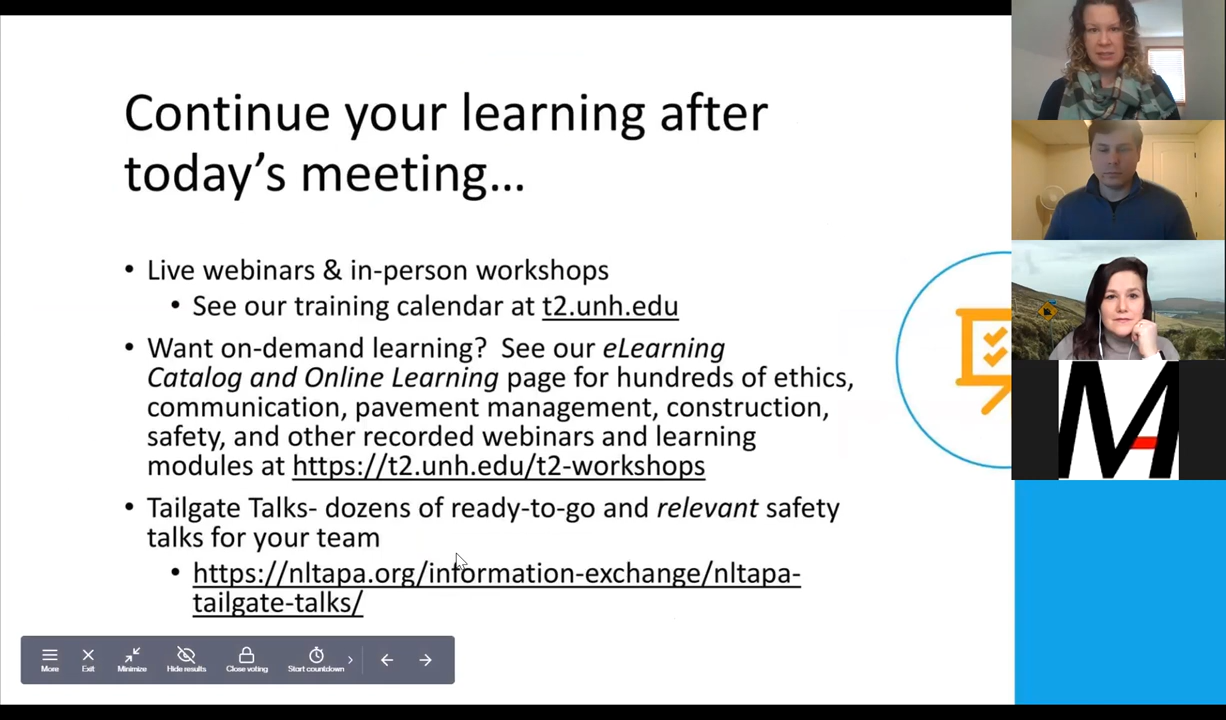 Continue your learning after
today's meeting...
• Live webinars & in-person workshops
• See our training calendar at t2.unh.edu
• Want on-demand learning?  See our eLearning
Catalog and Online Learning page for hundreds of ethics,
communication, pavement management, construction,
safety, and other recorded webinars and learning
modules at https://t2.unh.edu/t2-workshops
• Tailgate Talks- dozens of ready-to-go and relevant safety
talks for your team
• https://nltapa.org/information-exchange/nltapa-
tailgate-talks/
More Exit Minimize Hide results Close voting Start countdown
M